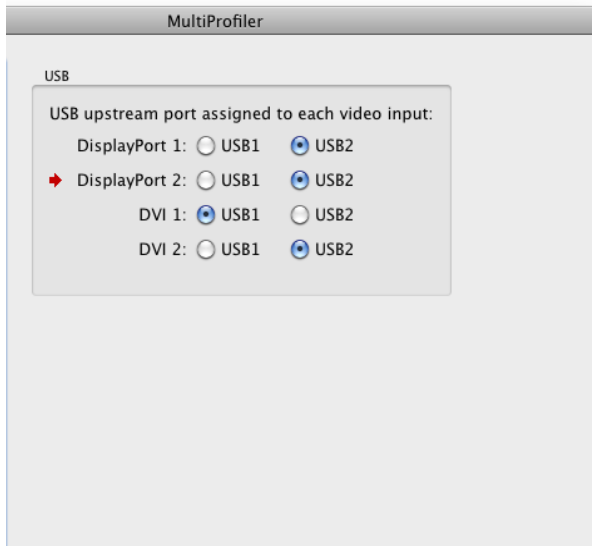 MultiProfiler
USB
USB upstream port assigned to each video input:
DisplayPort 1: USB1 USB2
DisplayPort 2: USB1 USB2
DVI 1: USB1 USB2
DVI 2: USB1 USB2